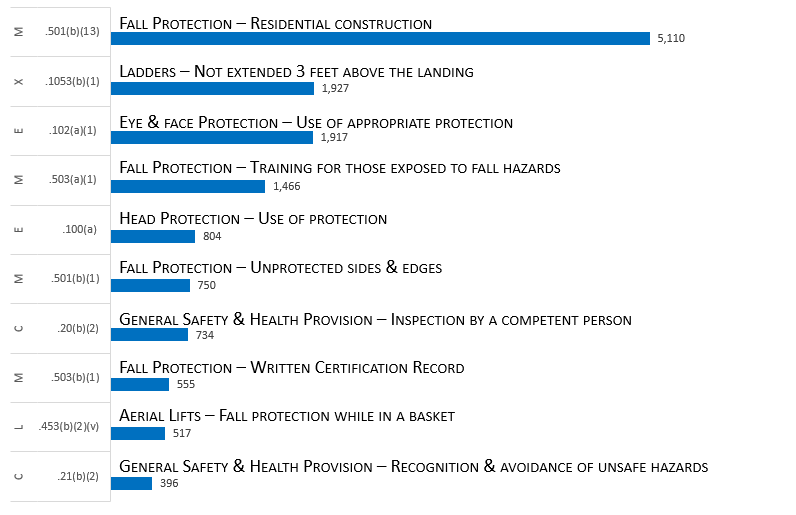 M .501(b)(13) Fall Protection – Residential construction
5,110
X .1053(b)(1) Ladders – Not extended 3 feet above the landing
1,927
E .102(a)(1) Eye & face Protection – Use of appropriate protection
1,917
M .503(a)(1) Fall Protection – Training for those exposed to fall hazards
1,466
E .100(a) Head Protection – Use of protection
804
M .501(b)(1) Fall Protection – Unprotected sides & edges
750
C .20(b)(2) General Safety & Health Provision – Inspection by a competent person
734
M .503(b)(1) Fall Protection – Written Certification Record
555
L .453(b)(2)(v) Aerial Lifts – Fall protection while in a basket
517
C .21(b)(2) General Safety & Health Provision – Recognition & avoidance of unsafe hazards
396